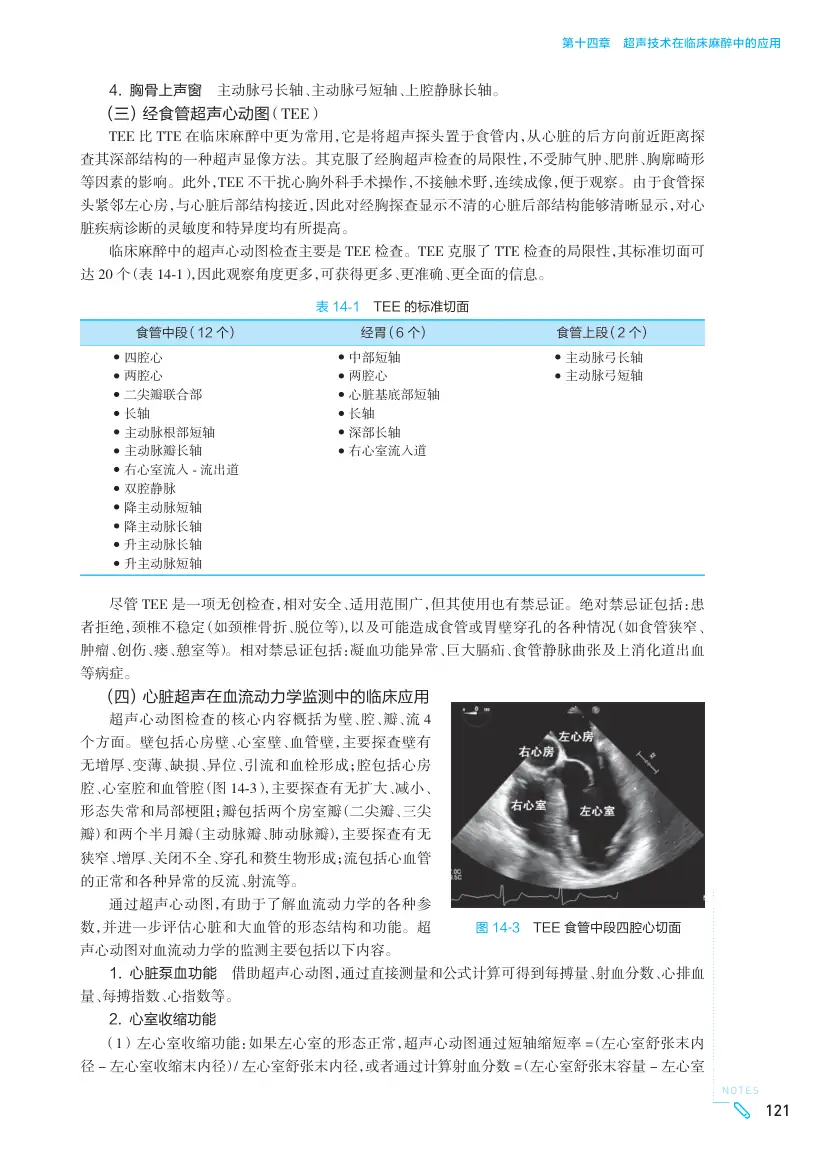 第十四章 超声技术在临床麻醉中的应用
4. 胸骨上声窗 主动脉弓长轴、主动脉弓短轴、上腔静脉长轴。
（三）经食管超声心动图（TEE）
TEE 比 TTE 在临床麻醉中更为常用，它是将超声探头置于食管内，从心脏的后方向前近距离探
查其深部结构的一种超声显像方法。其克服了经胸超声检查的局限性，不受肺气肿、肥胖、胸廓畸形
等因素的影响。此外，TEE 不干扰心胸外科手术操作，不接触术野，连续成像，便于观察。由于食管探
头紧邻左心房，与心脏后部结构接近，因此对经胸探查显示不清的心脏后部结构能够清晰显示，对心
脏疾病诊断的灵敏度和特异度均有所提高。
临床麻醉中的超声心动图检查主要是 TEE 检查。TEE 克服了 TTE 检查的局限性，其标准切面可
达 20 个（表 14-1），因此观察角度更多，可获得更多、更准确、更全面的信息。
表 14-1 TEE 的标准切面
食管中段（12 个） 经胃（6 个） 食管上段（2 个）
● 四腔心 ● 中部短轴 ● 主动脉弓长轴
● 两腔心 ● 两腔心 ● 主动脉弓短轴
● 二尖瓣联合部 ● 心脏基底部短轴
● 长轴 ● 长轴
● 主动脉根部短轴 ● 深部长轴
● 主动脉瓣长轴 ● 右心室流入道
● 右心室流入 - 流出道
● 双腔静脉
● 降主动脉短轴
● 降主动脉长轴
● 升主动脉长轴
● 升主动脉短轴
尽管 TEE 是一项无创检查，相对安全、适用范围广，但其使用也有禁忌证。绝对禁忌证包括：患
者拒绝，颈椎不稳定（如颈椎骨折、脱位等），以及可能造成食管或胃壁穿孔的各种情况（如食管狭窄、
肿瘤、创伤、瘘、憩室等）。相对禁忌证包括：凝血功能异常、巨大膈疝、食管静脉曲张及上消化道出血
等病症。
（四）心脏超声在血流动力学监测中的临床应用
超声心动图检查的核心内容概括为壁、腔、瓣、流 4
个方面。壁包括心房壁、心室壁、血管壁，主要探查壁有
无增厚、变薄、缺损、异位、引流和血栓形成；腔包括心房
腔、心室腔和血管腔（图 14-3），主要探查有无扩大、减小、
形态失常和局部梗阻；瓣包括两个房室瓣（二尖瓣、三尖
瓣）和两个半月瓣（主动脉瓣、肺动脉瓣），主要探查有无
狭窄、增厚、关闭不全、穿孔和赘生物形成；流包括心血管
的正常和各种异常的反流、射流等。
通过超声心动图，有助于了解血流动力学的各种参
数，并进一步评估心脏和大血管的形态结构和功能。超
声心动图对血流动力学的监测主要包括以下内容。
左心房
右心房
右心室
左心室
图 14-3 TEE 食管中段四腔心切面
1. 心脏泵血功能 借助超声心动图，通过直接测量和公式计算可得到每搏量、射血分数、心排血
量、每搏指数、心指数等。
2. 心室收缩功能
（1）左心室收缩功能：如果左心室的形态正常，超声心动图通过短轴缩短率 =（左心室舒张末内
径 – 左心室收缩末内径）/ 左心室舒张末内径，或者通过计算射血分数 =（左心室舒张末容量 – 左心室
NOTES
121